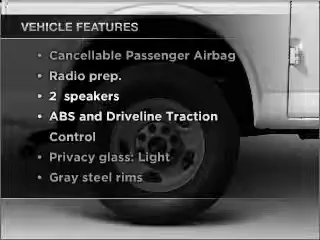 VEHICLE FEATURES
• Cancellable Passenger Airbag
• Radio prep.
• 2 speakers
• ABS and Driveline Traction
Control
• Privacy glass: Light
• Gray steel rims